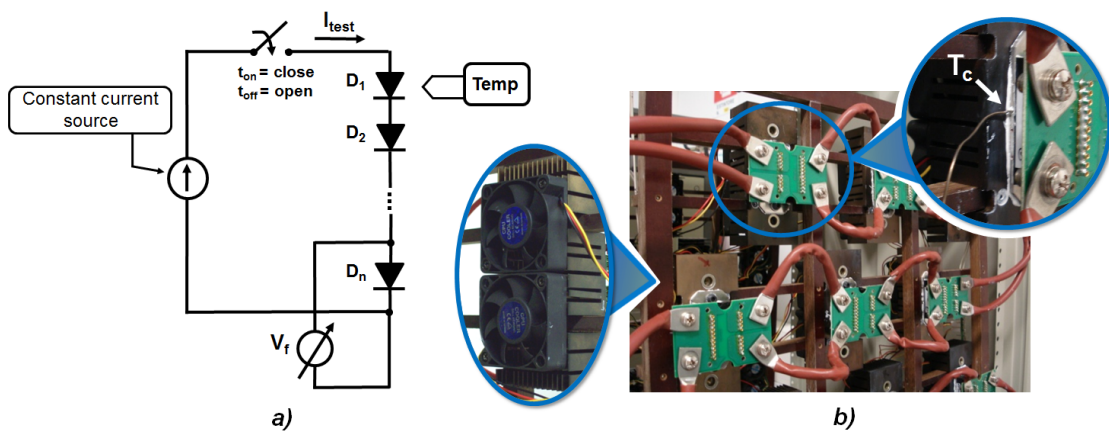 I_test
t_on = close
t_off = open
Constant current
source
D_1
Temp
D_2
D_n
V_f
a)
T_c
b)